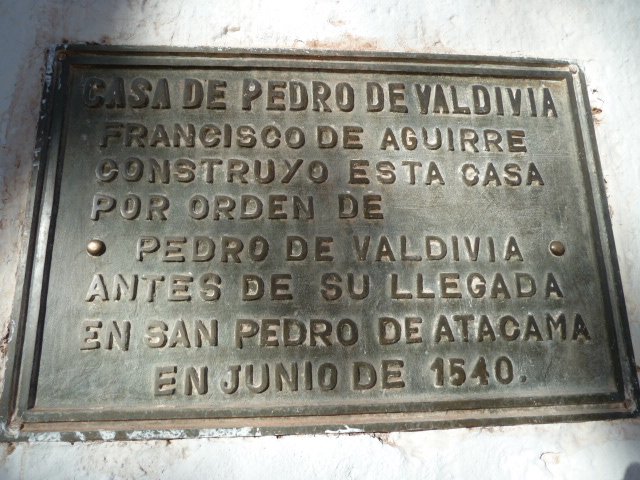 CASA DE PEDRO DE VALDIVIA
FRANCISCO DE AGUIRRE
CONSTRUYO ESTA CASA
POR ORDEN DE
PEDRO DE VALDIVIA
ANTES DE SU LLEGADA
EN SAN PEDRO DE ATACAMA
EN JUNIO DE 1540.